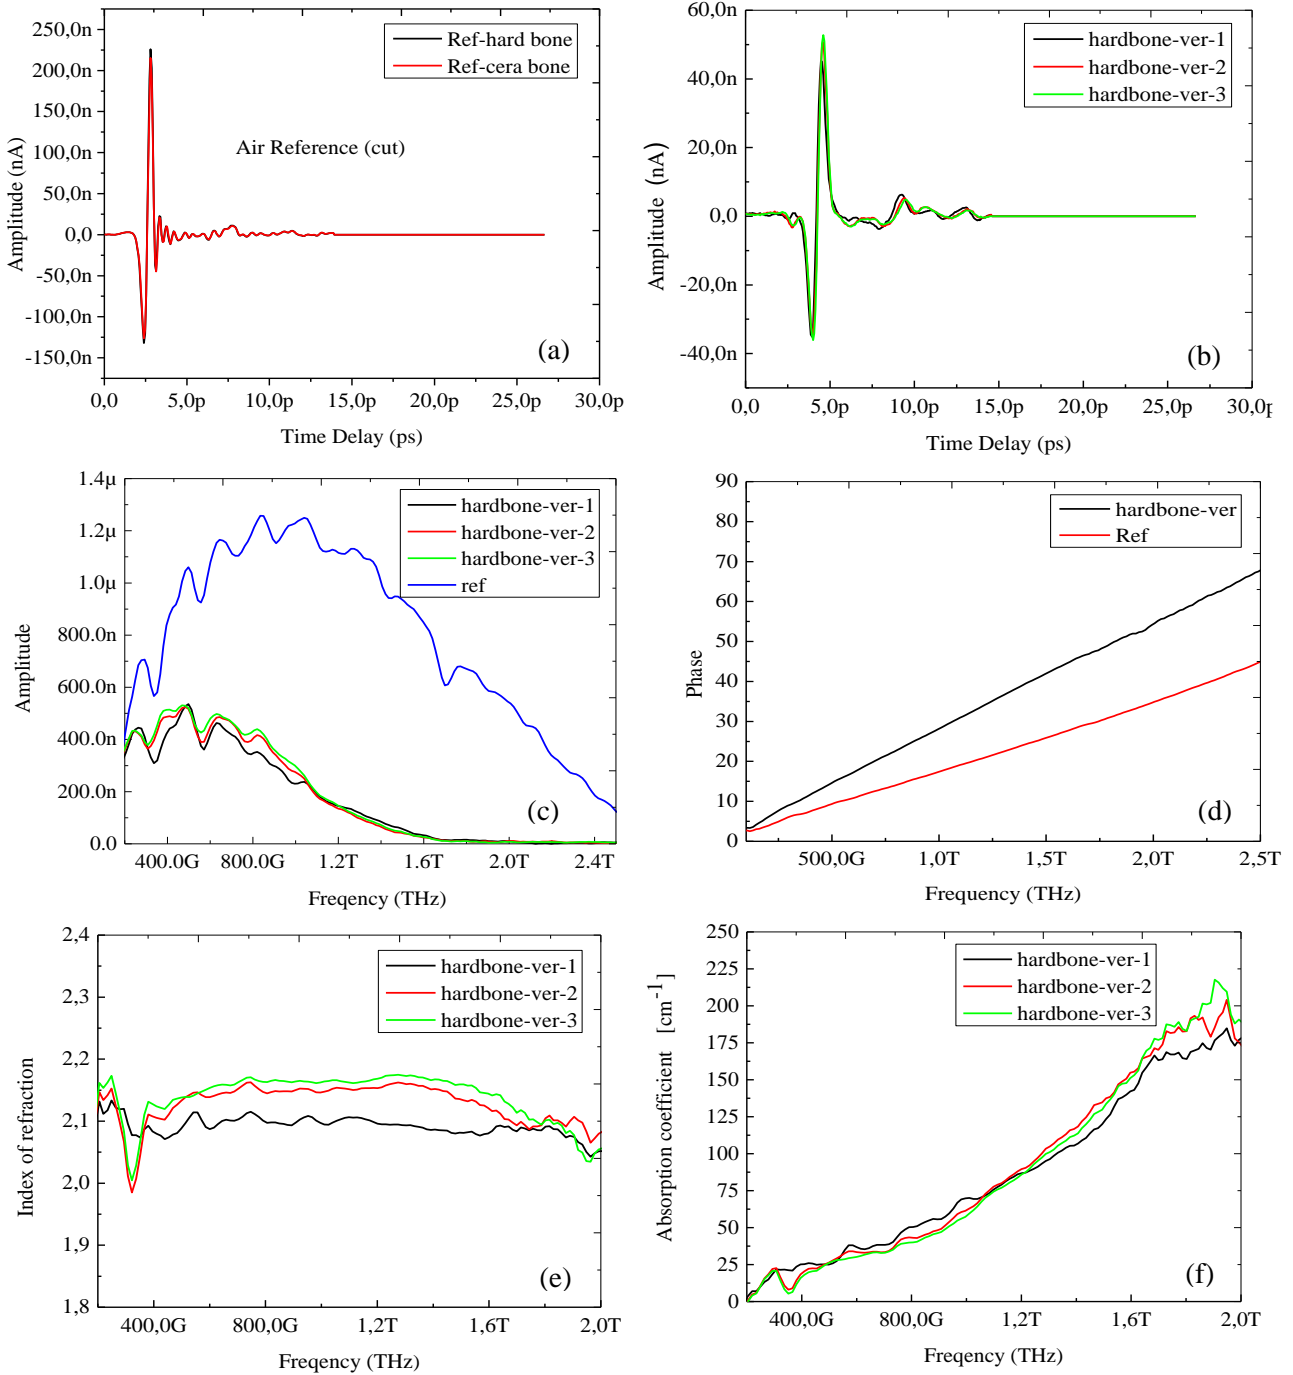 250,0n
200,0n
150,0n
100,0n
50,0n
0,0
-50,0n
-100,0n
-150,0n
Amplitude (nA)
Ref-hard bone
Ref-cera bone
Air Reference (cut)
(a)
0,0 5,0p 10,0p 15,0p 20,0p 25,0p 30,0p
Time Delay (ps)
60,0n
40,0n
20,0n
0,0
-20,0n
-40,0n
Amplitude (nA)
hardbone-ver-1
hardbone-ver-2
hardbone-ver-3
(b)
0,0 5,0p 10,0p 15,0p 20,0p 25,0p 30,0p
Time Delay (ps)
1.4µ
1.2µ
1.0µ
800.0n
600.0n
400.0n
200.0n
0.0
Amplitude
hardbone-ver-1
hardbone-ver-2
hardbone-ver-3
ref
(c)
400.0G 800.0G 1.2T 1.6T 2.0T 2.4T
Freqency (THz)
90
80
70
60
50
40
30
20
10
0
Phase
hardbone-ver
Ref
(d)
500,0G 1,0T 1,5T 2,0T 2,5T
Frequency (THz)
2,4
2,3
2,2
2,1
2,0
1,9
1,8
Index of refraction
hardbone-ver-1
hardbone-ver-2
hardbone-ver-3
(e)
400,0G 800,0G 1,2T 1,6T 2,0T
Freqency (THz)
250
225
200
175
150
125
100
75
50
25
0
Absorption coefficient [cm-1]
hardbone-ver-1
hardbone-ver-2
hardbone-ver-3
(f)
400,0G 800,0G 1,2T 1,6T 2,0T
Freqency (THz)